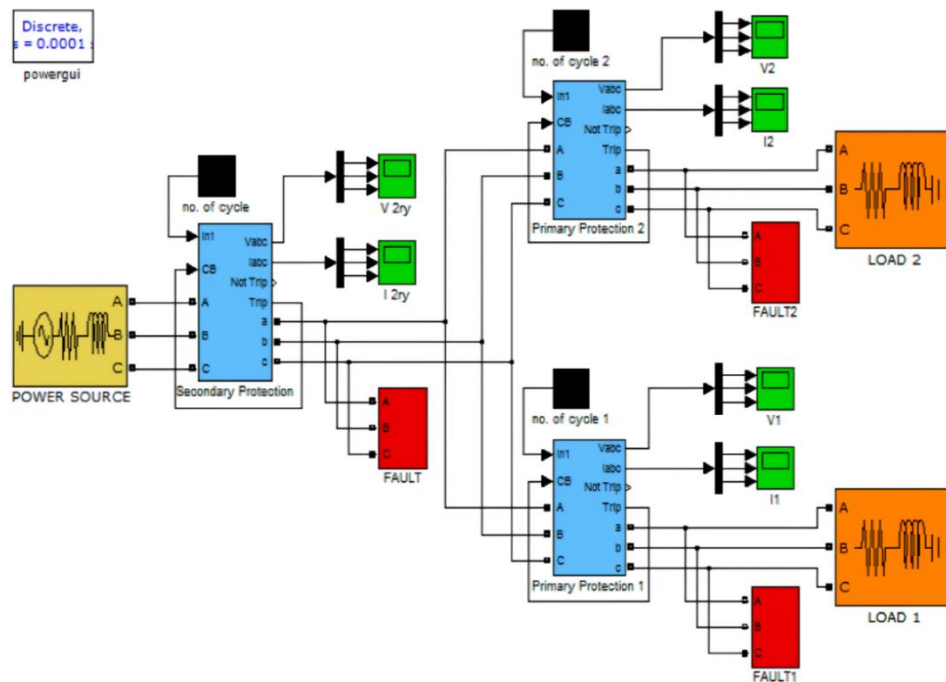 Discrete,
s = 0.0001 s
powergui
no. of cycle
In1
CB
A
B
C
Vabc
Iabc
Not Trip
Trip
a
b
c
Secondary Protection
V 2ry
I 2ry
A
B
C
POWER SOURCE
A
B
C
FAULT
no. of cycle 2
In1
CB
A
B
C
Vabc
Iabc
Not Trip
Trip
a
b
c
Primary Protection 2
V2
I2
A
B
C
LOAD 2
A
B
C
FAULT2
no. of cycle 1
In1
CB
A
B
C
Vabc
Iabc
Not Trip
Trip
a
b
c
Primary Protection 1
V1
I1
A
B
C
LOAD 1
A
B
C
FAULT1